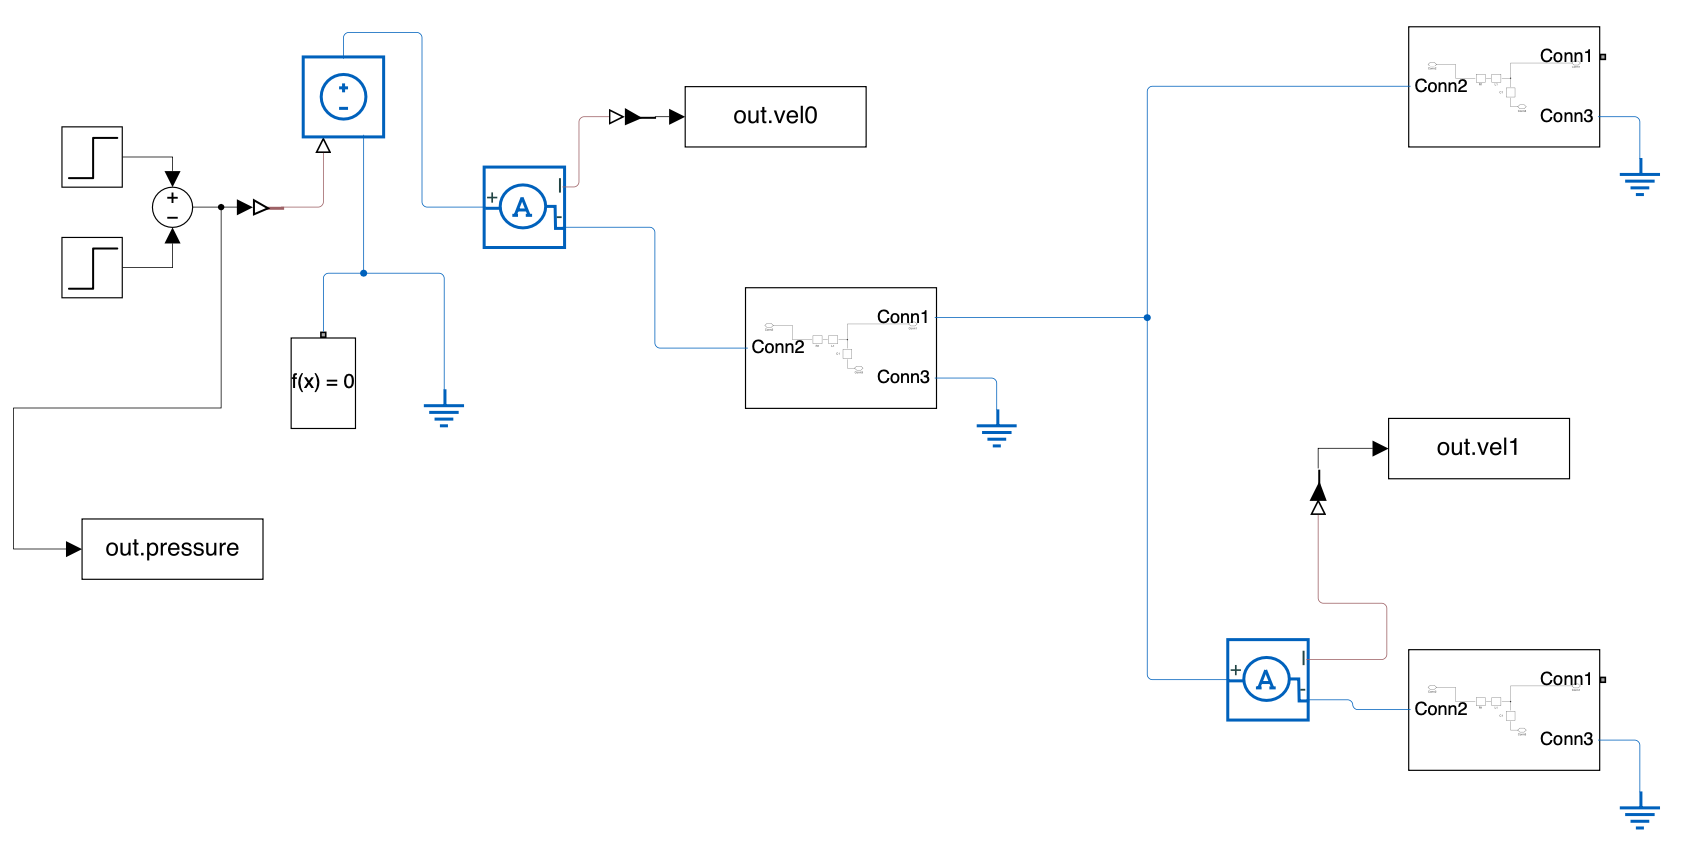 out.vel0
Conn1
Conn2
Conn3
+
−
+
−
+
A
I
-
Conn1
Conn2
Conn3
f(x) = 0
out.vel1
out.pressure
+
A
I
-
Conn1
Conn2
Conn3